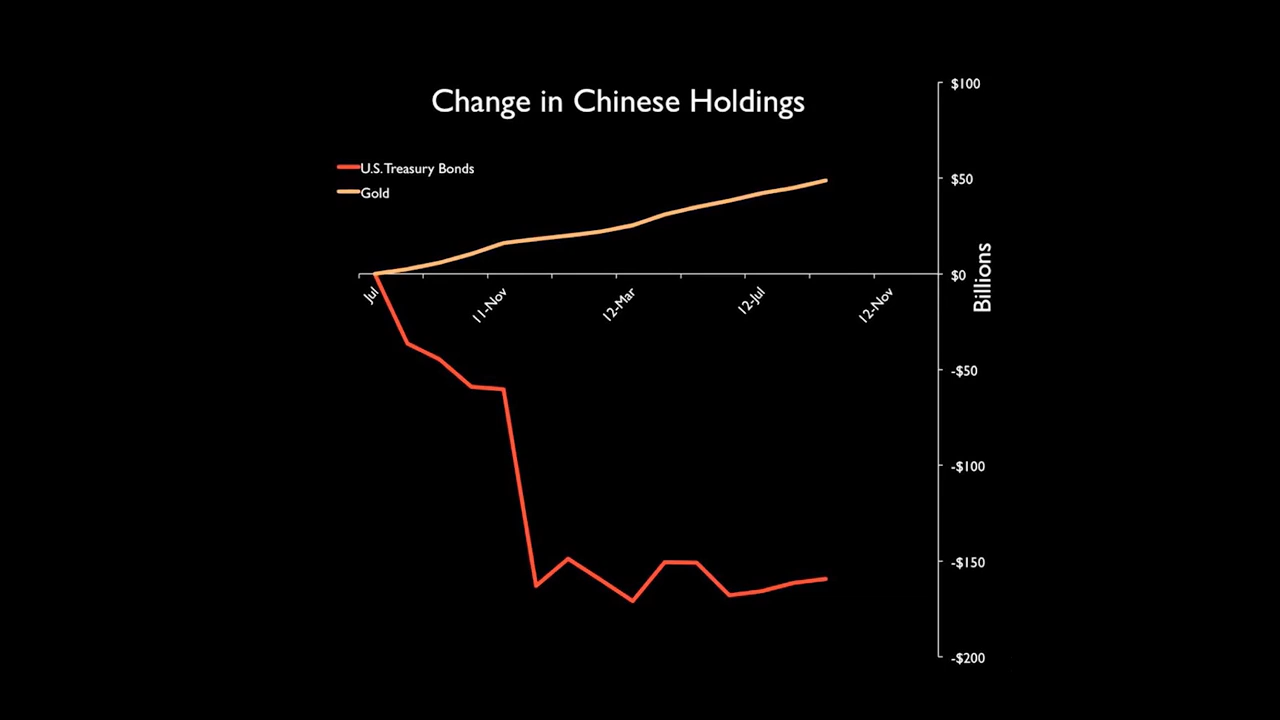 Change in Chinese Holdings
U.S. Treasury Bonds
Gold
$100
$50
$0
-$50
-$100
-$150
-$200
Billions
Jul
11-Nov
12-Mar
12-Jul
12-Nov